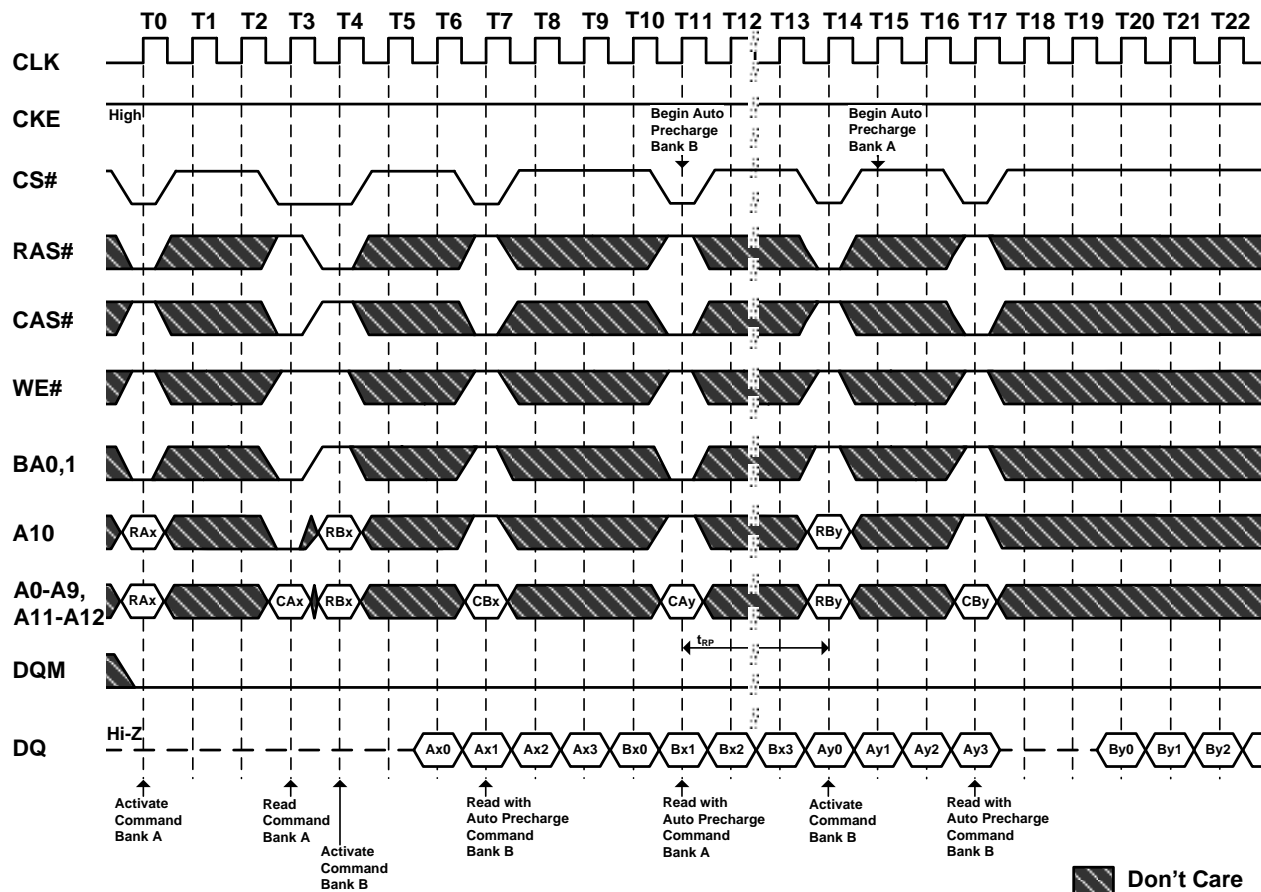 T0 T1 T2 T3 T4 T5 T6 T7 T8 T9 T10 T11 T12 T13 T14 T15 T16 T17 T18 T19 T20 T21 T22
CLK
CKE
High
Begin Auto
Precharge
Bank B
Begin Auto
Precharge
Bank A
CS#
RAS#
CAS#
WE#
BA0,1
A10
RAx RBx RBy
A0-A9,
A11-A12
RAx CAx RBx CBx CAy RBy CBy
tRP
DQM
DQ
Hi-Z
Ax0 Ax1 Ax2 Ax3 Bx0 Bx1 Bx2 Bx3 Ay0 Ay1 Ay2 Ay3 By0 By1 By2
Activate
Command
Bank A
Read
Command
Bank A
Activate
Command
Bank B
Read with
Auto Precharge
Command
Bank B
Read with
Auto Precharge
Command
Bank A
Activate
Command
Bank B
Read with
Auto Precharge
Command
Bank B
Don't Care